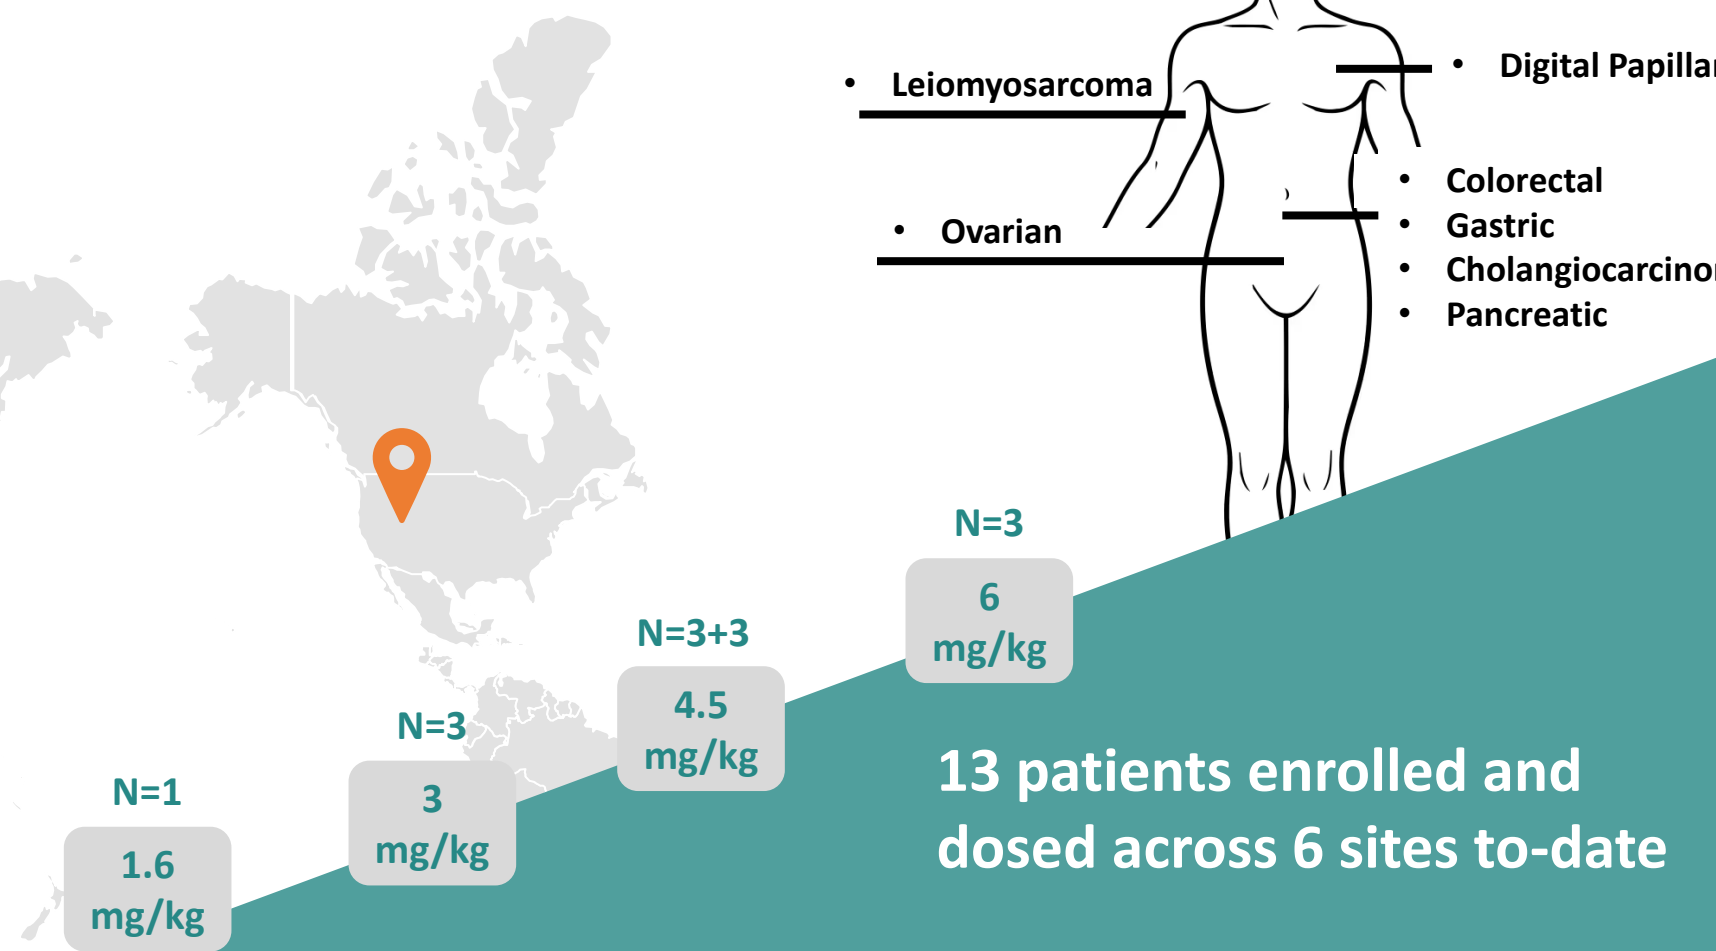 • Leiomyosarcoma
• Digital
• Ovarian
• Colorectal
• Gastric
•
• Pancreatic
N=3
6
mg/kg
N=3+3
4.5
mg/kg
N=3
3
mg/kg
N=1
1.6
mg/kg
13 patients enrolled and
dosed across 6 sites to-date